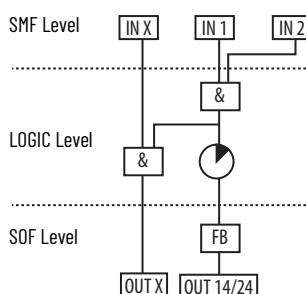 SMF Level
IN X
IN 1
IN 2
&
LOGIC Level
&
SOF Level
FB
OUT X
OUT 14/24